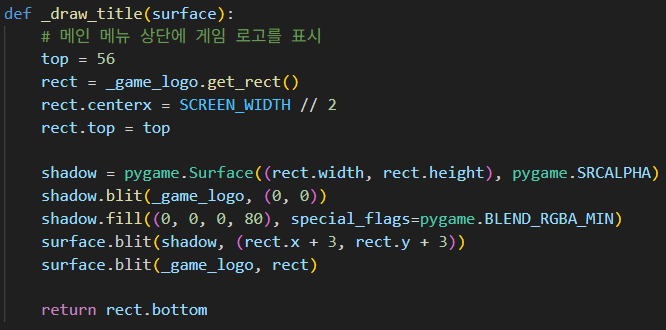 def _draw_title(surface):
    # 메인 메뉴 상단에 게임 로고를 표시
    top = 56
    rect = _game_logo.get_rect()
    rect.centerx = SCREEN_WIDTH // 2
    rect.top = top

    shadow = pygame.Surface((rect.width, rect.height), pygame.SRCALPHA)
    shadow.blit(_game_logo, (0, 0))
    shadow.fill((0, 0, 0, 80), special_flags=pygame.BLEND_RGBA_MIN)
    surface.blit(shadow, (rect.x + 3, rect.y + 3))
    surface.blit(_game_logo, rect)

    return rect.bottom